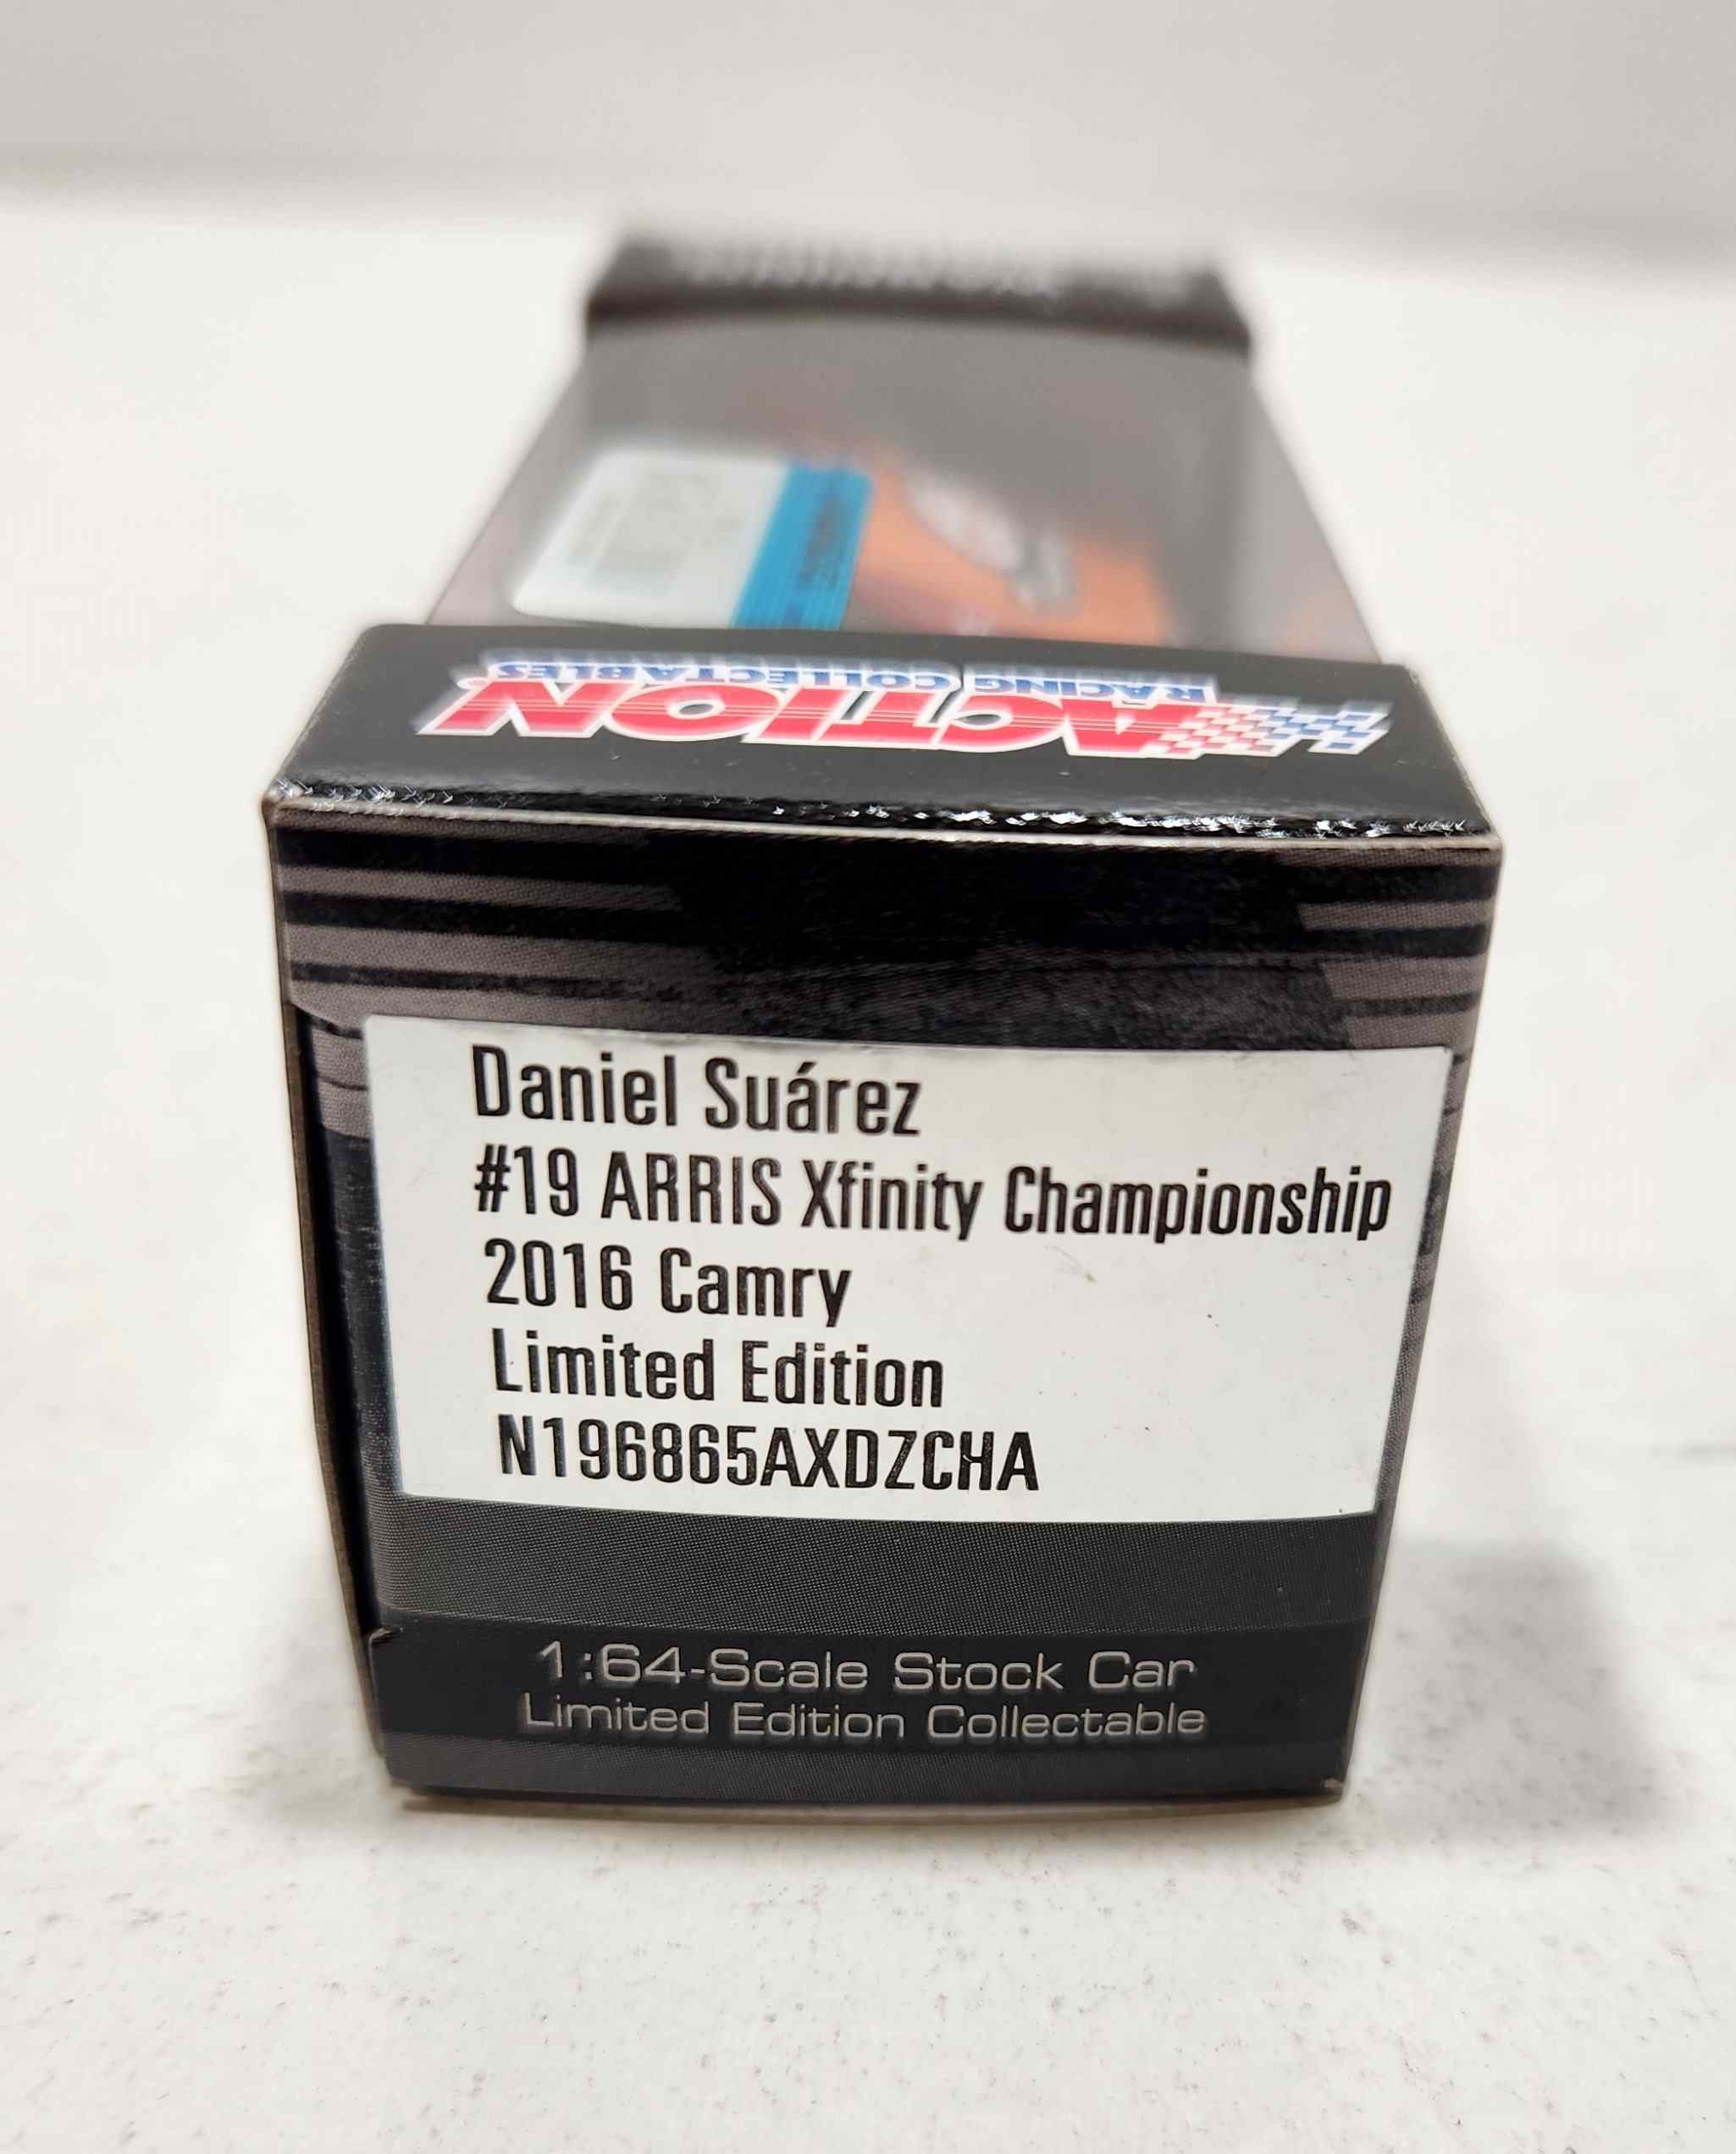 ACTION
RACING COLLECTABLES
Daniel Suárez
#19 ARRIS Xfinity Championship
2016 Camry
Limited Edition
N196865AXDZCHA
1:64-Scale Stock Car
Limited Edition Collectable